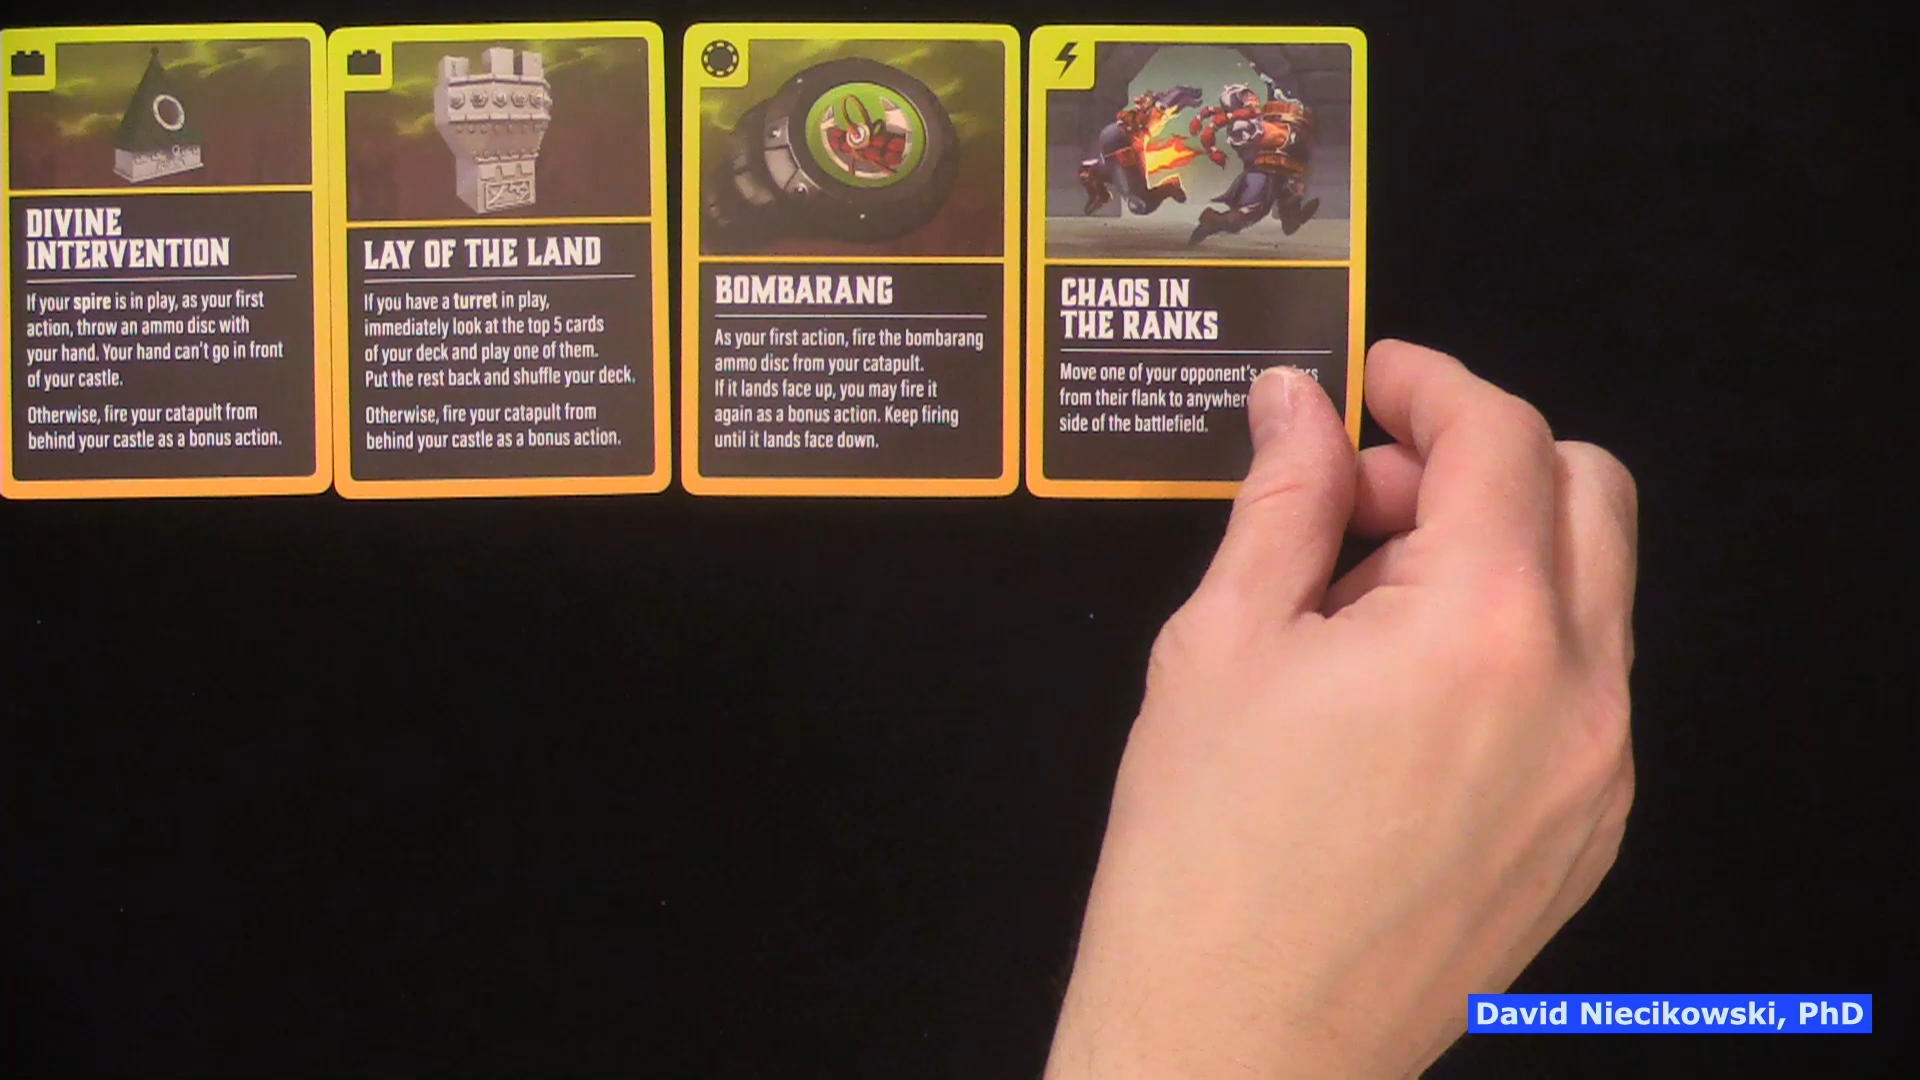 DIVINE
INTERVENTION
If your spire is in play, as your first
action, throw an ammo disc with
your hand. Your hand can't go in front
of your castle.
Otherwise, fire your catapult from
behind your castle as a bonus action.
LAY OF THE LAND
If you have a turret in play,
immediately look at the top 5 cards
of your deck and play one of them.
Put the rest back and shuffle your deck.
Otherwise, fire your catapult from
behind your castle as a bonus action.
BOMBARANG
As your first action, fire the bombarang
ammo disc from your catapult.
If it lands face up, you may fire it
again as a bonus action. Keep firing
until it lands face down.
CHAOS IN
THE RANKS
Move one of your opponent's
from their flank to
side of the battlefield.
David Niecikowski, PhD